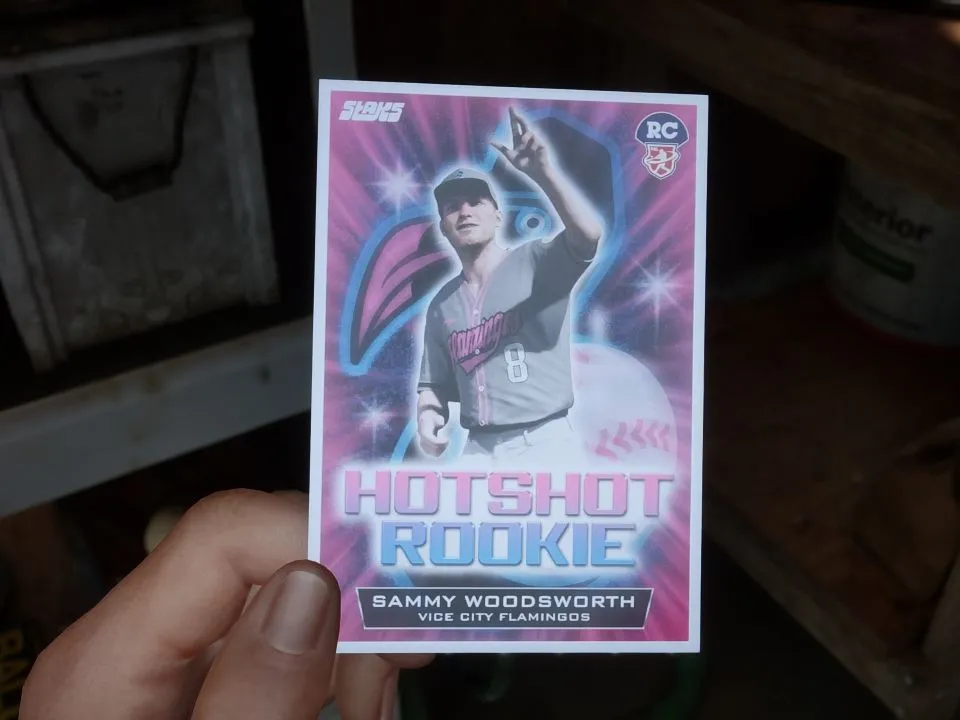 STAKS
RC
Flamingos
8
HOTSHOT
ROOKIE
SAMMY WOODSWORTH
VICE CITY FLAMINGOS